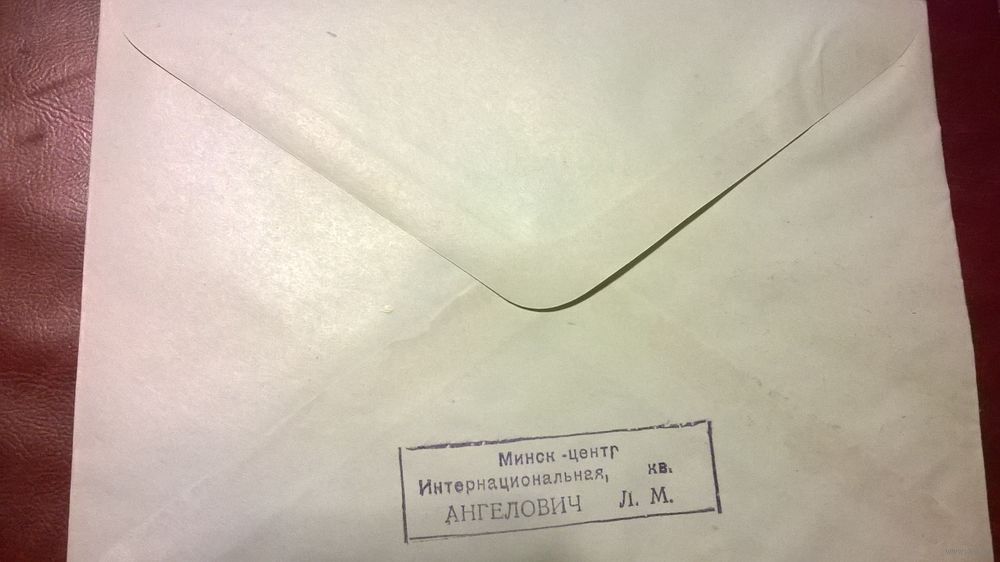 Минск -центр
Интернациональная, кв.
АНГЕЛОВИЧ Л. М.